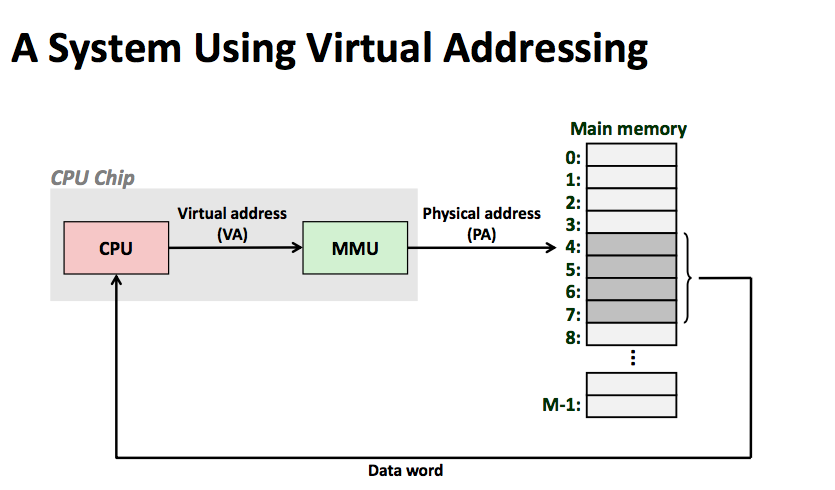 A System Using Virtual Addressing
Main memory
CPU Chip
Virtual address
(VA)
Physical address
(PA)
CPU
MMU
0:
1:
2:
3:
4:
5:
6:
7:
8:
...
M-1:
Data word